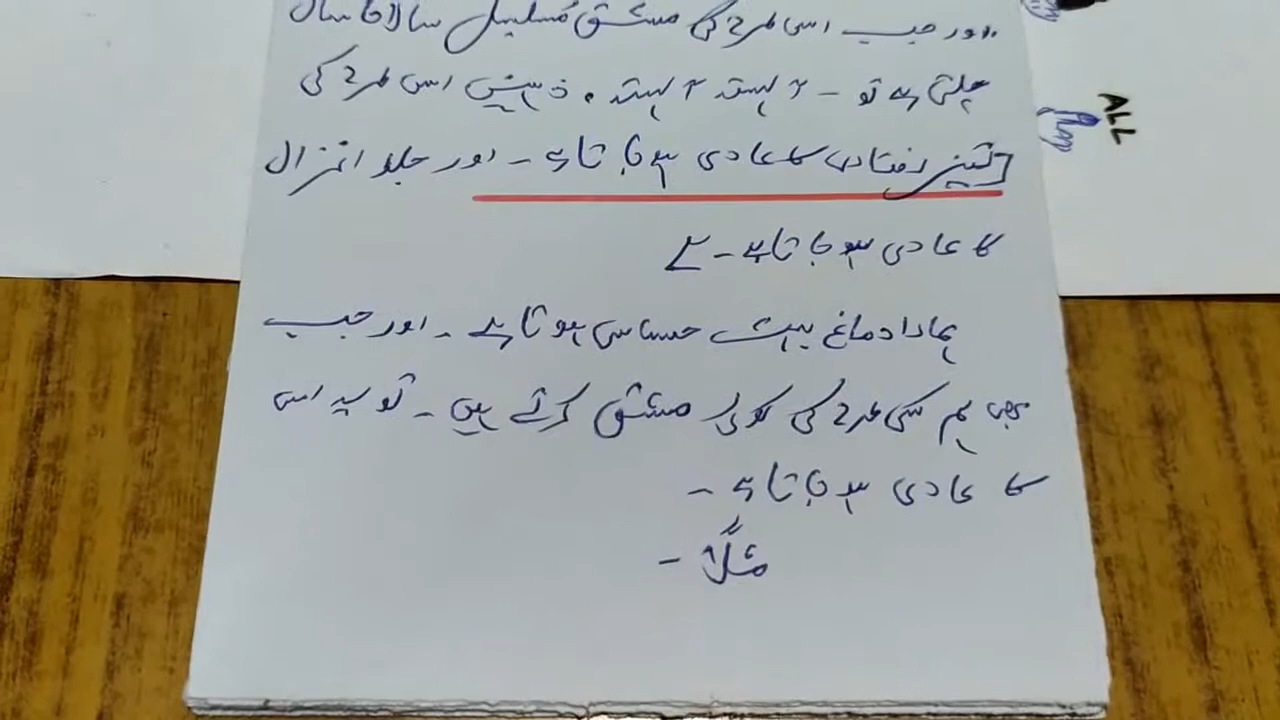 اور جب اس طرح کی مشق مسلسل سالہا سال
چلتی ہے تو - آہستہ آہستہ ذہن اس طرح کی
تیز رفتاری کا عادی ہو جاتا ہے - اور جلد انزال
کا عادی ہو جاتا ہے -
ہمارا دماغ بہت حساس ہوتا ہے - اور جب
جب ہم کسی طرح کی کوئی مشق کرتے ہیں - تو یہ اس
کا عادی ہو جاتا ہے -
مثلاً -
ALL